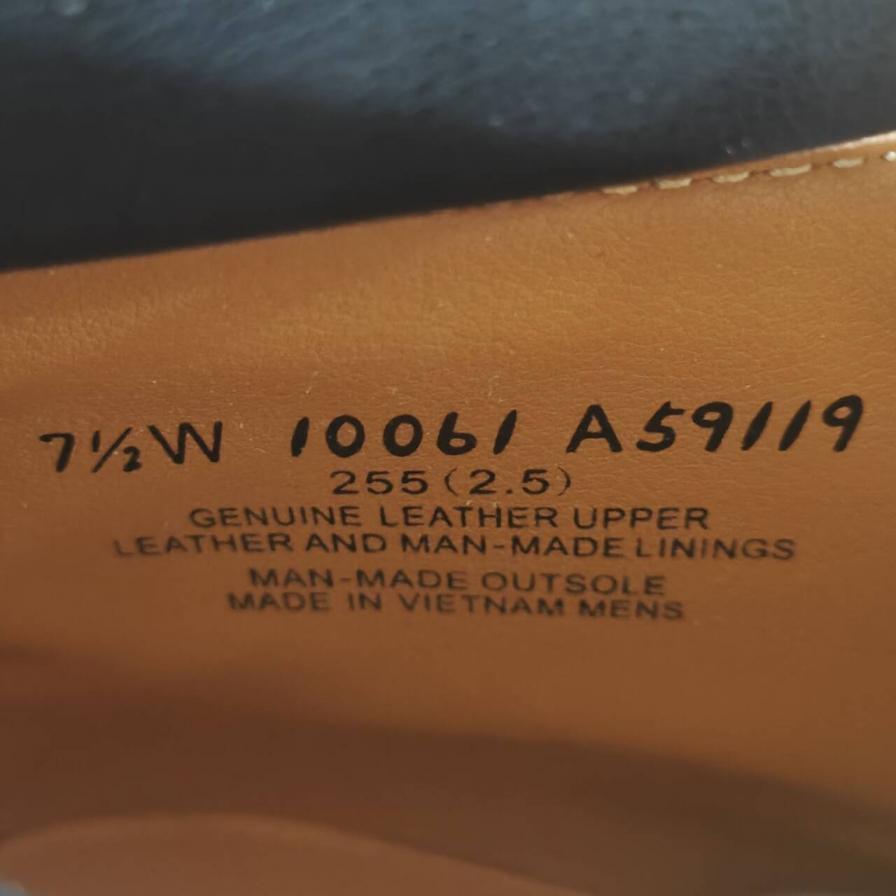 7½W 10061 A59119
255(2.5)
GENUINE LEATHER UPPER
LEATHER AND MAN-MADE LININGS
MAN-MADE OUTSOLE
MADE IN VIETNAM MENS